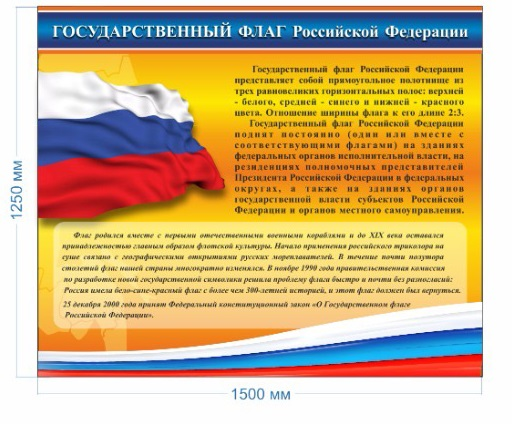 ГОСУДАРСТВЕННЫЙ ФЛАГ Российской Федерации
Государственный флаг Российской Федерации
представляет собой прямоугольное полотнище из
трех равновеликих горизонтальных полос: верхней
- белого, средней - синего и нижней - красного
цвета. Отношение ширины флага к его длине 2:3.
Государственный флаг Российской Федерации
поднят постоянно (один или вместе с
соответствующими флагами) на зданиях
федеральных органов исполнительной власти, на
резиденциях полномочных представителей
Президента Российской Федерации в федеральных
округах, а также на зданиях органов
государственной власти субъектов Российской
Федерации и органов местного самоуправления.
Флаг родился вместе с первыми отечественными военными кораблями и до XIX века оставался
принадлежностью главным образом флотской культуры. Начало применения российского триколора на
суше связано с географическими открытиями русских мореплавателей. В течение почти полутора
столетий флаг нашей страны многократно изменялся. В ноябре 1990 года правительственная комиссия
по разработке новой государственной символики решила проблему флага быстро и почти без разногласий:
Россия имела бело-сине-красный флаг с более чем 300-летней историей, и этот флаг должен был вернуться.
25 декабря 2000 года принят Федеральный конституционный закон «О Государственном флаге
Российской Федерации».
1250 мм
1500 мм